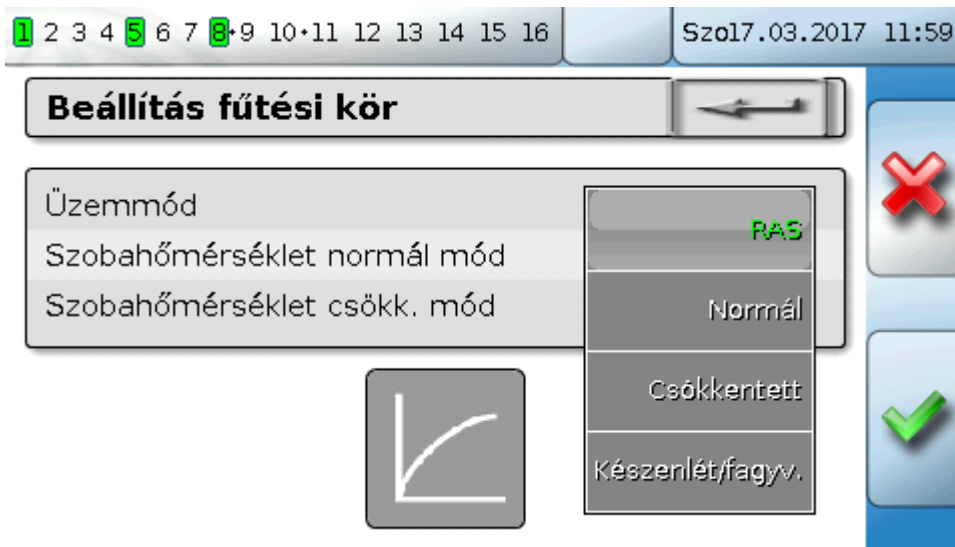 1 2 3 4 5 6 7 8·9 10·11 12 13 14 15 16 Szo17.03.2017 11:59
Beállítás fűtési kör
Üzemmód
Szobahőmérséklet normál mód
Szobahőmérséklet csökk. mód
RAS
Normál
Csökkentett
Készenlét/fagyv.